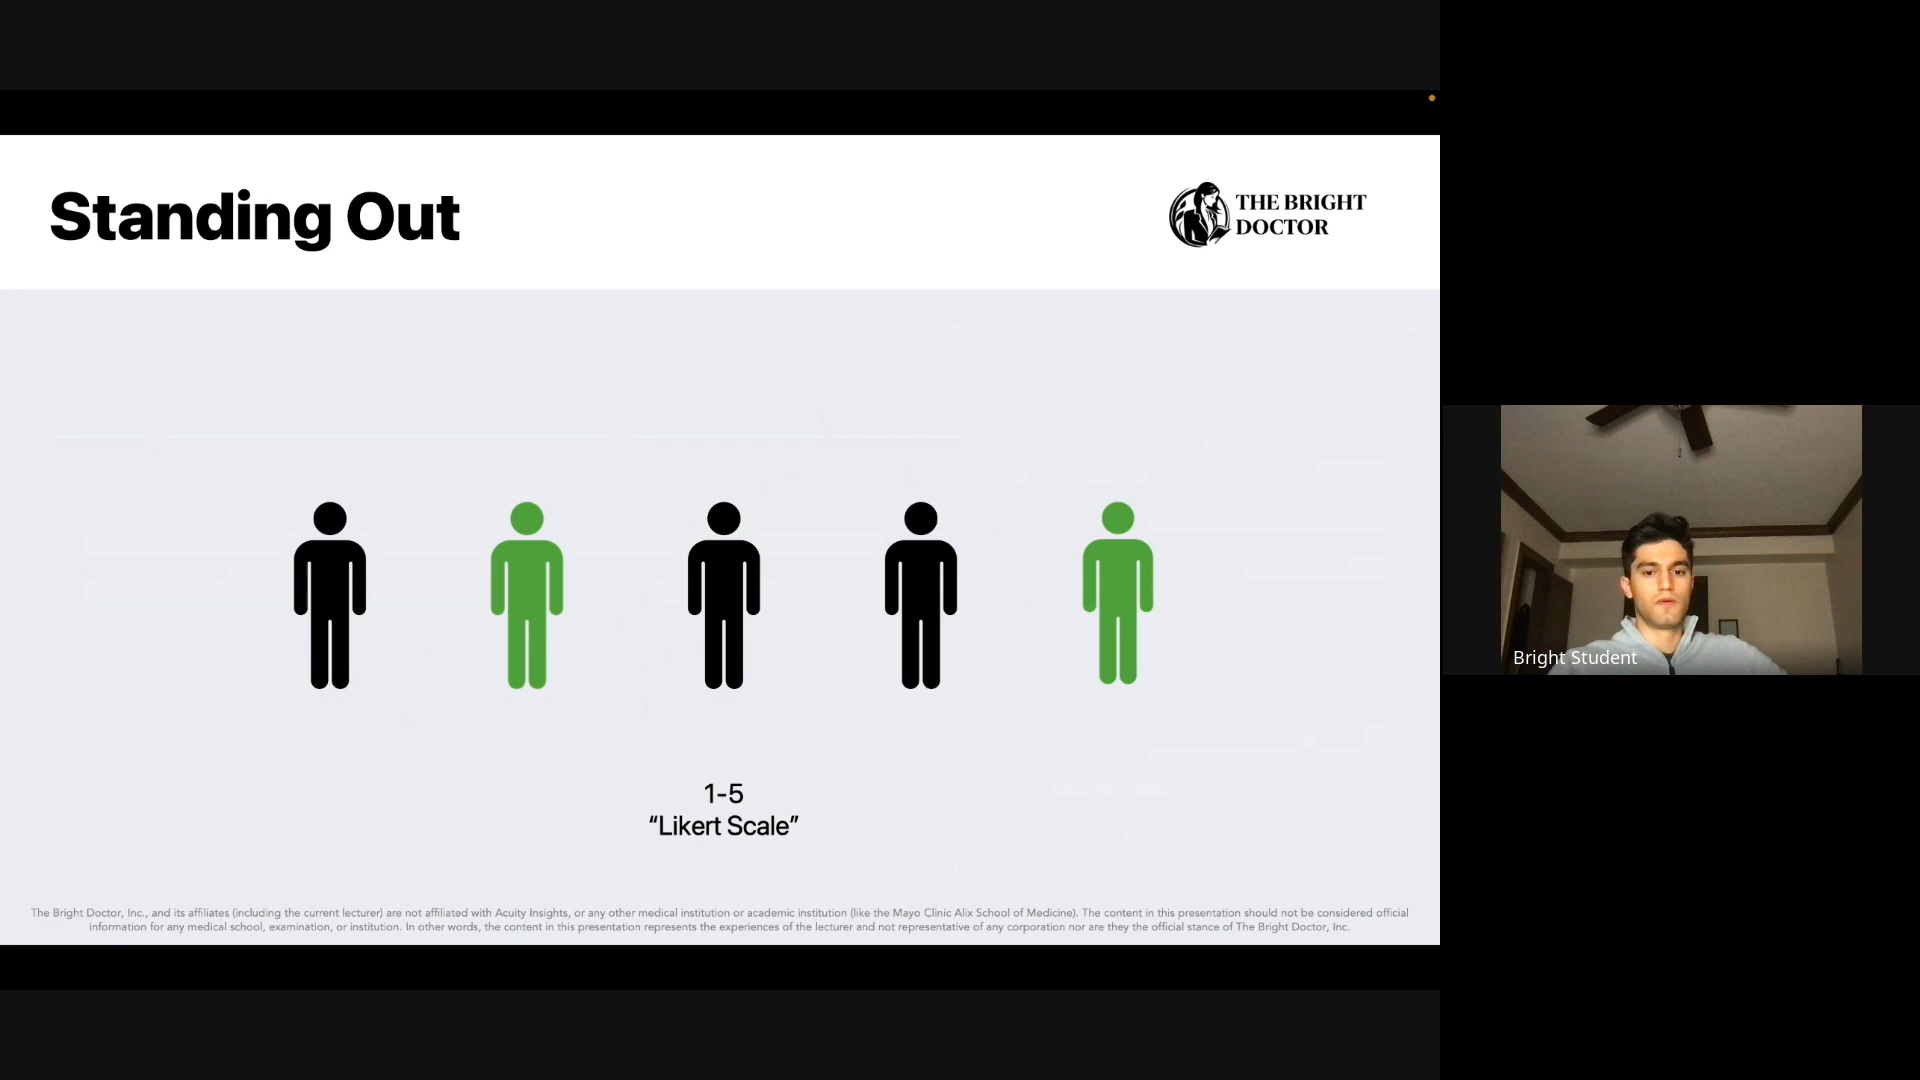 Standing Out
THE BRIGHT
DOCTOR
1-5
“Likert Scale”
The Bright Doctor, Inc., and its affiliates (including the current lecturer) are not affiliated with Acuity Insights, or any other medical institution or academic institution (like the Mayo Clinic Alix School of Medicine). The content in this presentation should not be considered official
information for any medical school, examination, or institution. In other words, the content in this presentation represents the experiences of the lecturer and not representative of any corporation nor are they the official stance of The Bright Doctor, Inc.
Bright Student